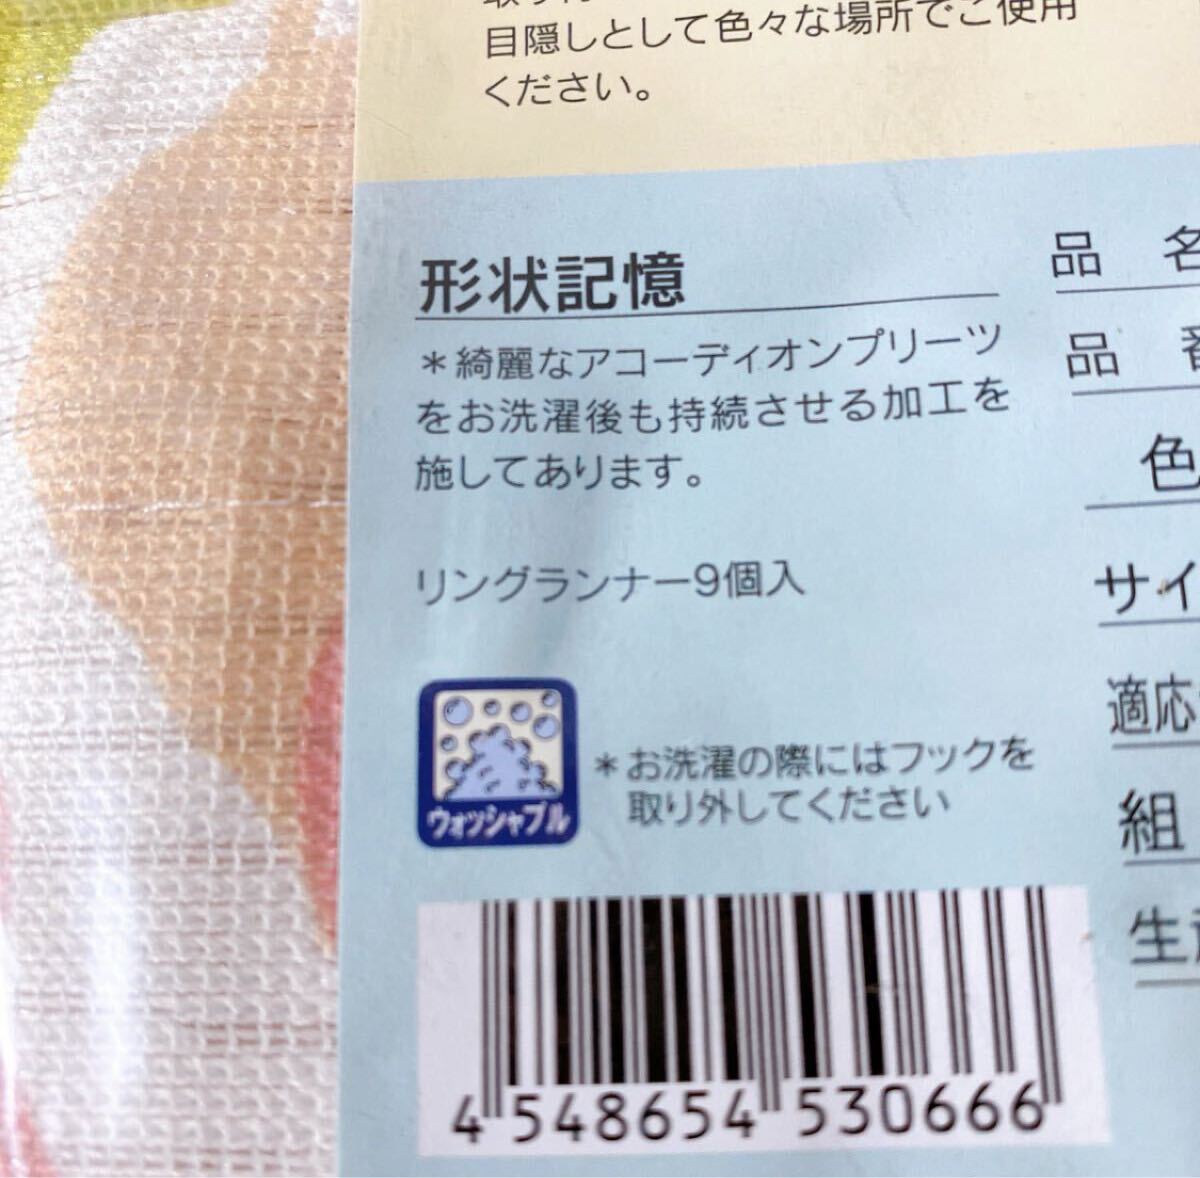 目隠しとして色々な場所でご使用
ください。
形状記憶
＊綺麗なアコーディオンプリーツ
をお洗濯後も持続させる加工を
施してあります。
リングランナー9個入
ウォッシャブル
＊お洗濯の際にはフックを
取り外してください
4 548654 530666
品 名
品
色
サイ
適応
組
生